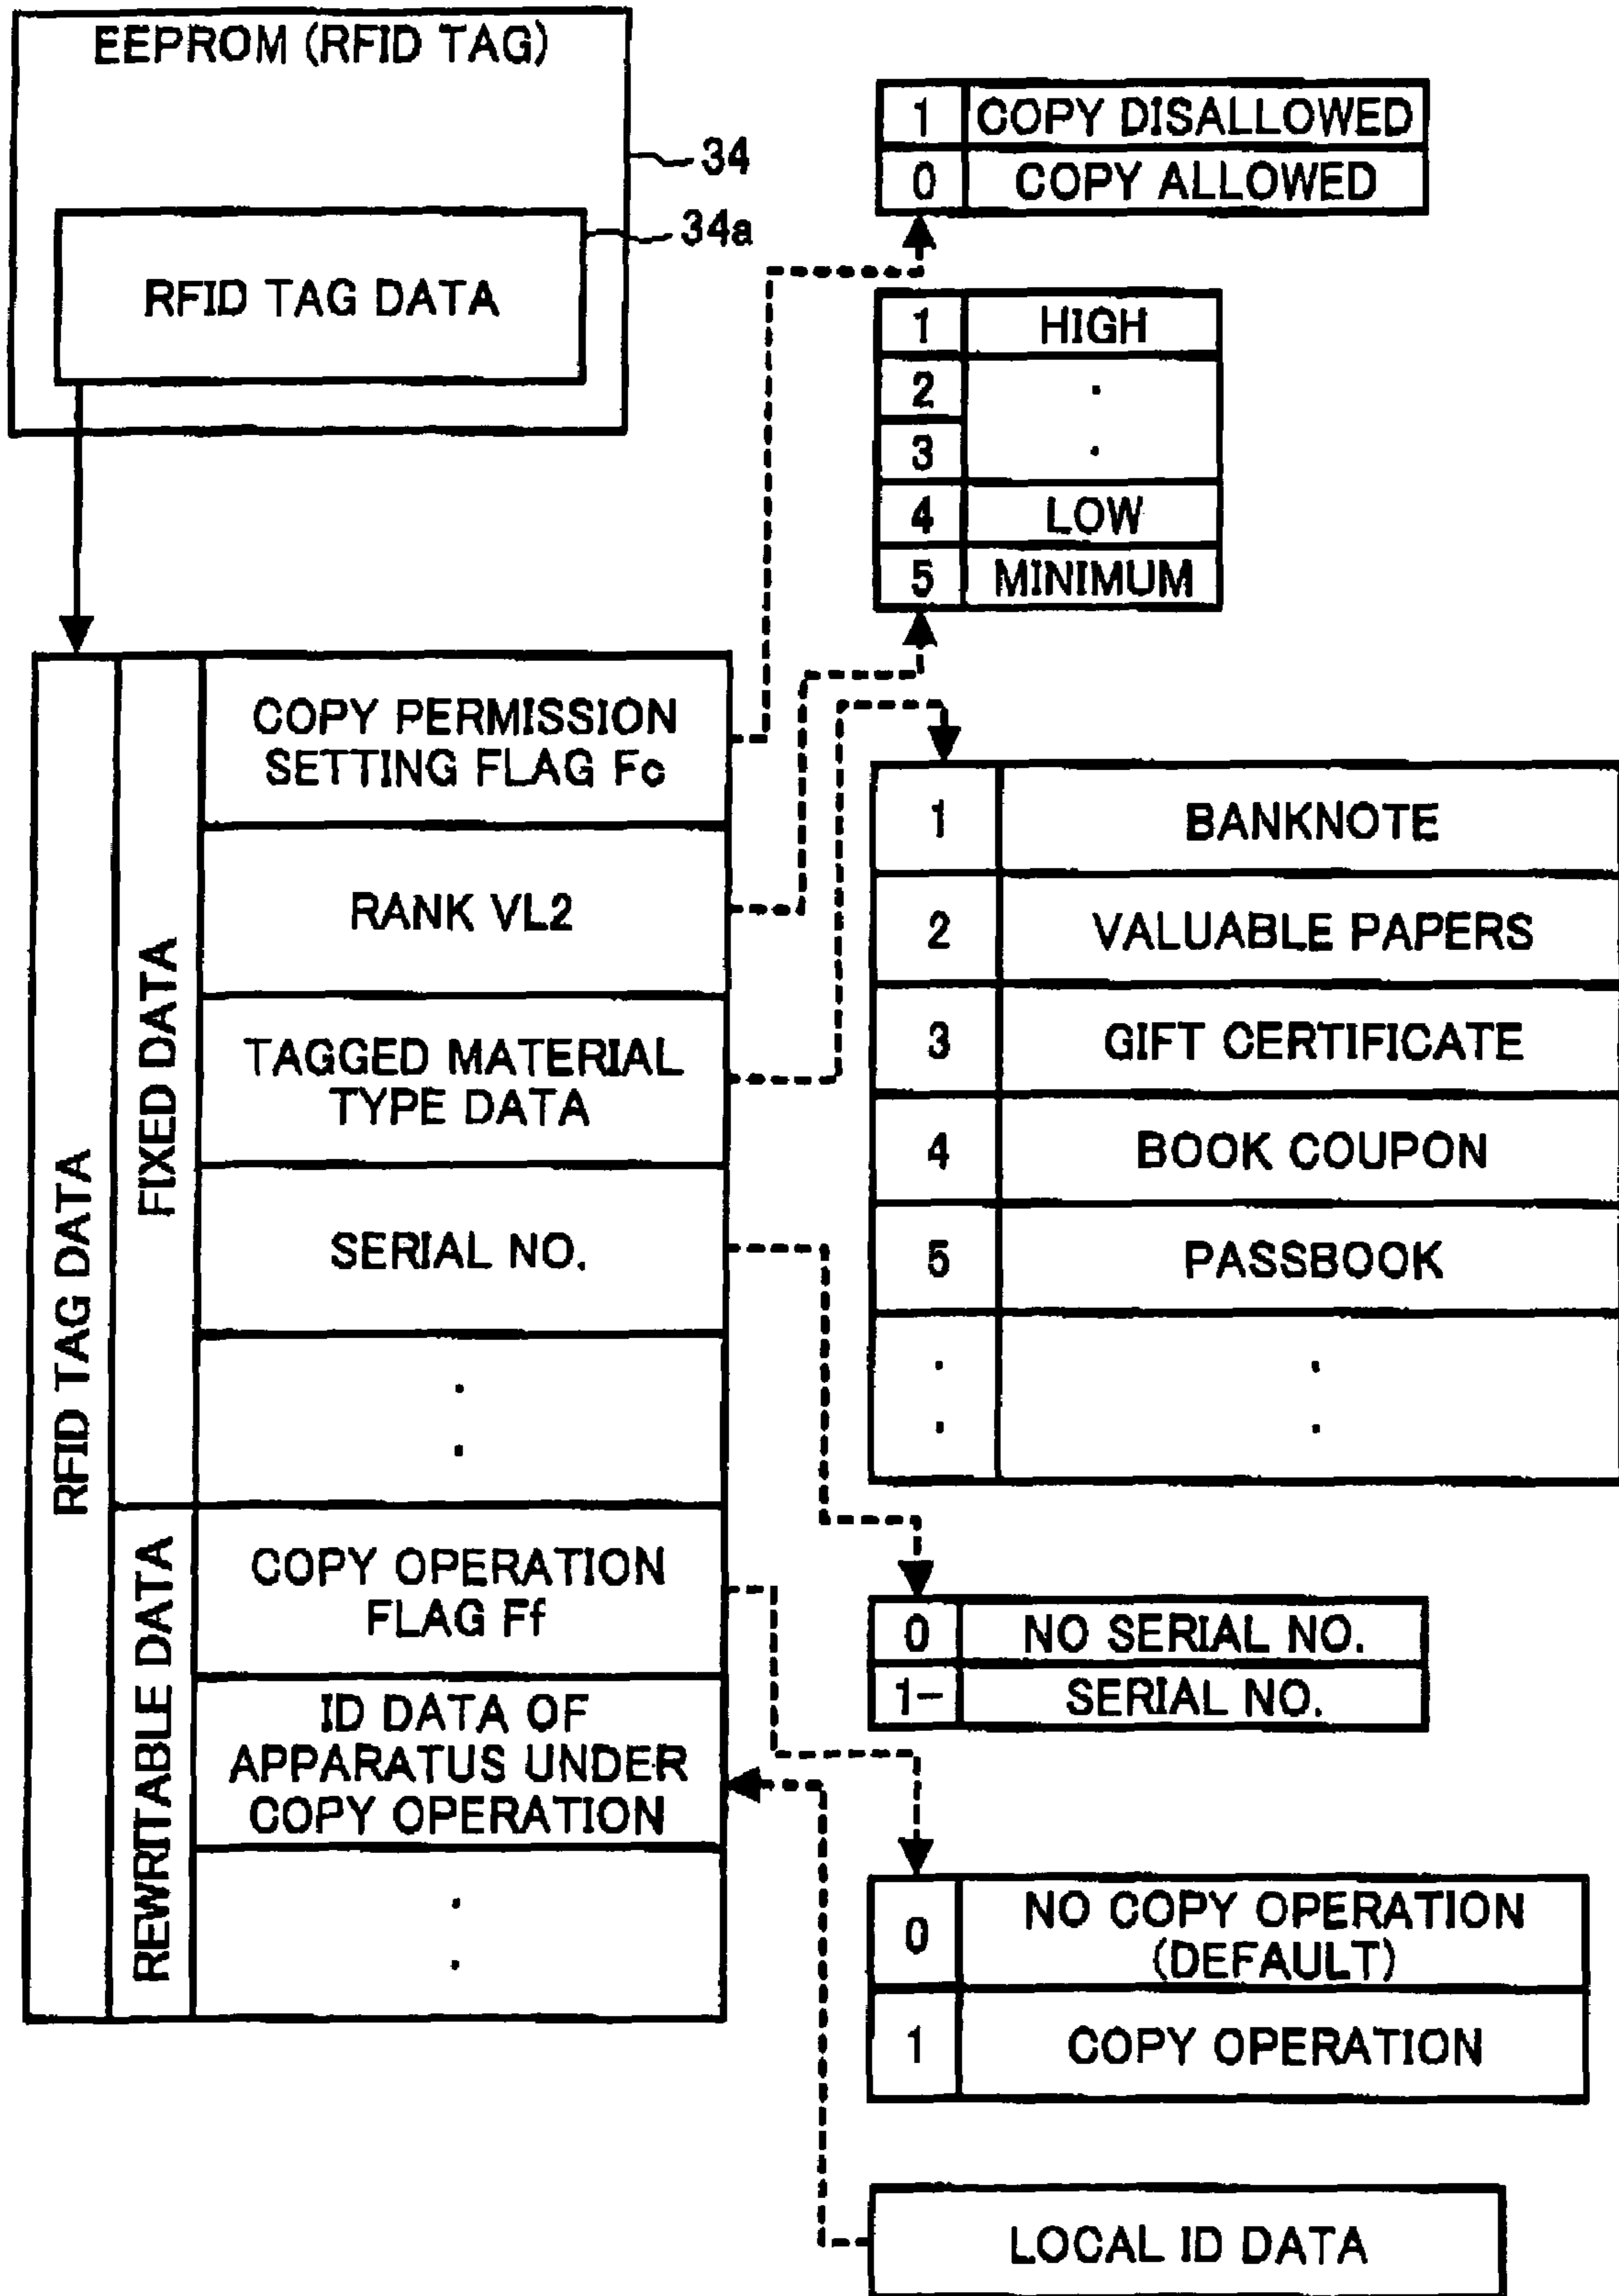 EEPROM (RFID TAG)
34
34a
RFID TAG DATA
1 COPY DISALLOWED
0 COPY ALLOWED
1 HIGH
2 .
3 .
4 LOW
5 MINIMUM
RFID TAG DATA
FIXED DATA
COPY PERMISSION
SETTING FLAG Fc
RANK VL2
TAGGED MATERIAL
TYPE DATA
SERIAL NO.
.
.
REWRITABLE DATA
COPY OPERATION
FLAG Ff
ID DATA OF
APPARATUS UNDER
COPY OPERATION
.
.
1 BANKNOTE
2 VALUABLE PAPERS
3 GIFT CERTIFICATE
4 BOOK COUPON
5 PASSBOOK
. .
. .
0 NO SERIAL NO.
1- SERIAL NO.
0 NO COPY OPERATION
(DEFAULT)
1 COPY OPERATION
LOCAL ID DATA